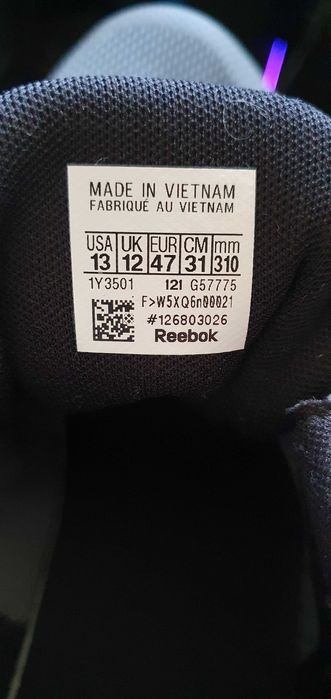 MADE IN VIETNAM
FABRIQUÉ AU VIETNAM
USA UK EUR CM mm
13 12 47 31 310
1Y3501 12I G57775
F>W5XQ6n00021
#126803026
Reebok